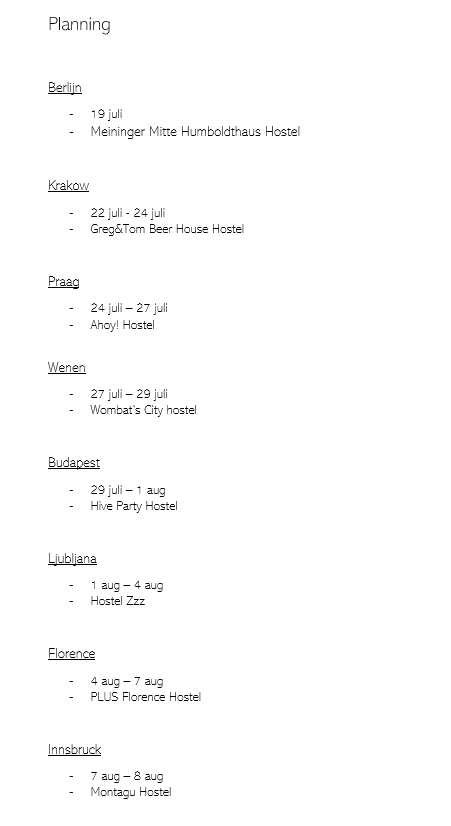 Planning
Berlijn
- 19 juli
- Meininger Mitte Humboldthaus Hostel
Krakow
- 22 juli - 24 juli
- Greg&Tom Beer House Hostel
Praag
- 24 juli – 27 juli
- Ahoy! Hostel
Wenen
- 27 juli – 29 juli
- Wombat's City hostel
Budapest
- 29 juli – 1 aug
- Hive Party Hostel
Ljubljana
- 1 aug – 4 aug
- Hostel Zzz
Florence
- 4 aug – 7 aug
- PLUS Florence Hostel
Innsbruck
- 7 aug – 8 aug
- Montagu Hostel